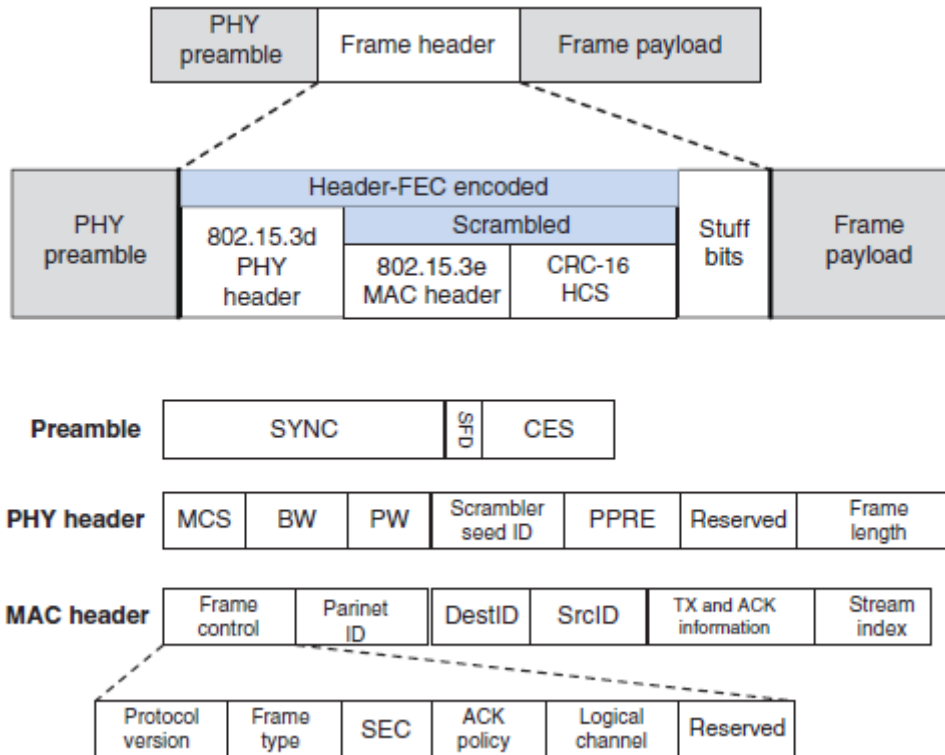 PHY
preamble
Frame header
Frame payload
PHY
preamble
Header-FEC encoded
802.15.3d
PHY
header
Scrambled
802.15.3e
MAC header
CRC-16
HCS
Stuff
bits
Frame
payload
Preamble
SYNC
SFD
CES
PHY header
MCS
BW
PW
Scrambler
seed ID
PPRE
Reserved
Frame
length
MAC header
Frame
control
Parinet
ID
DestID
SrcID
TX and ACK
information
Stream
index
Protocol
version
Frame
type
SEC
ACK
policy
Logical
channel
Reserved